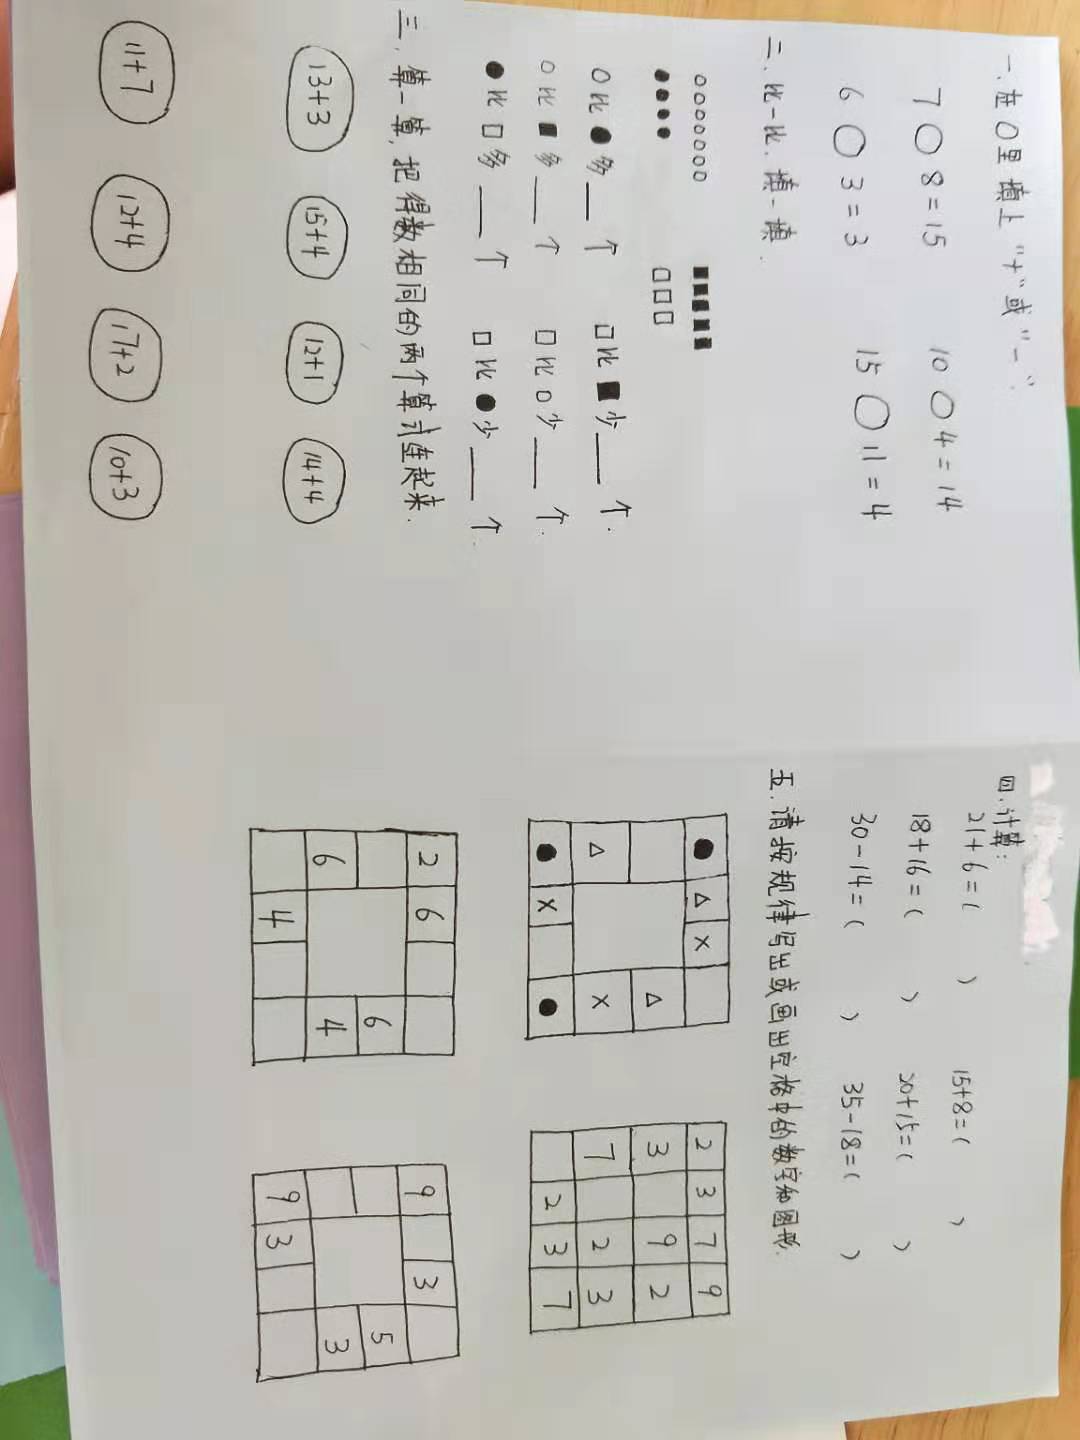 一.在○里填上"+"或"-".
7○8=15 10○4=14
6○3=3 15○11=4
二.比一比.填一填.
○○○○○○○ ■■■■■
●●●● □□□
○比●多__个 □比■少__个.
○比■多__个 □比○少__个.
●比□多__个 □比●少__个.
三.算一算,把得数相同的两个算式连起来.
13+3 15+4 12+1 14+4
11+7 12+4 17+2 10+3
四.计算:
21+6=( ) 15+8=( )
18+16=( ) 20+15=( )
30-14=( ) 35-18=( )
五.请按规律写出或画出空格中的数字和图形.
● △ × 2 3 7 9
△ 3 9 2
△ × 7 2 3
● × ● 2 3 7
2 6 9 3
6 5
6 4 3
4 9 3